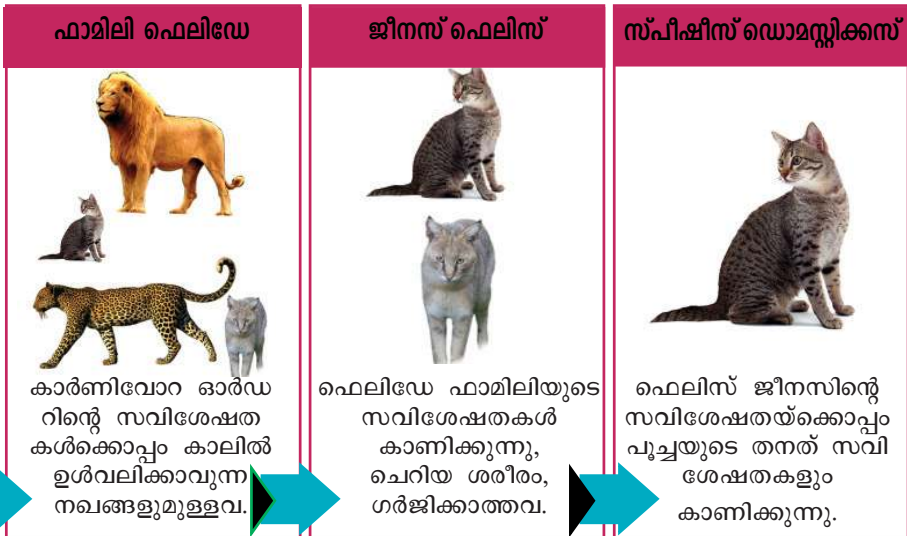 ഫാമിലി ഫെലിഡേ
കാർണിവോറ ഓർഡ
റിന്റെ സവിശേഷത
കൾക്കൊപ്പം കാലിൽ
ഉൾവലിക്കാവുന്ന
നഖങ്ങളുമുള്ളവ.
ജീനസ് ഫെലിസ്
ഫെലിഡേ ഫാമിലിയുടെ
സവിശേഷതകൾ
കാണിക്കുന്നു,
ചെറിയ ശരീരം,
ഗർജിക്കാത്തവ.
സ്പീഷീസ് ഡൊമസ്റ്റിക്കസ്
ഫെലിസ് ജീനസിന്റെ
സവിശേഷതയ്ക്കൊപ്പം
പൂച്ചയുടെ തനത് സവി
ശേഷതകളും
കാണിക്കുന്നു.